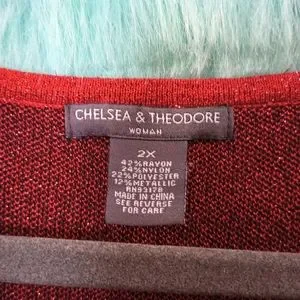 CHELSEA & THEODORE
WOMAN
2X
42%RAYON
24%NYLON
22%POLYESTER
12%METALLIC
RN93178
MADE IN CHINA
SEE REVERSE
FOR CARE